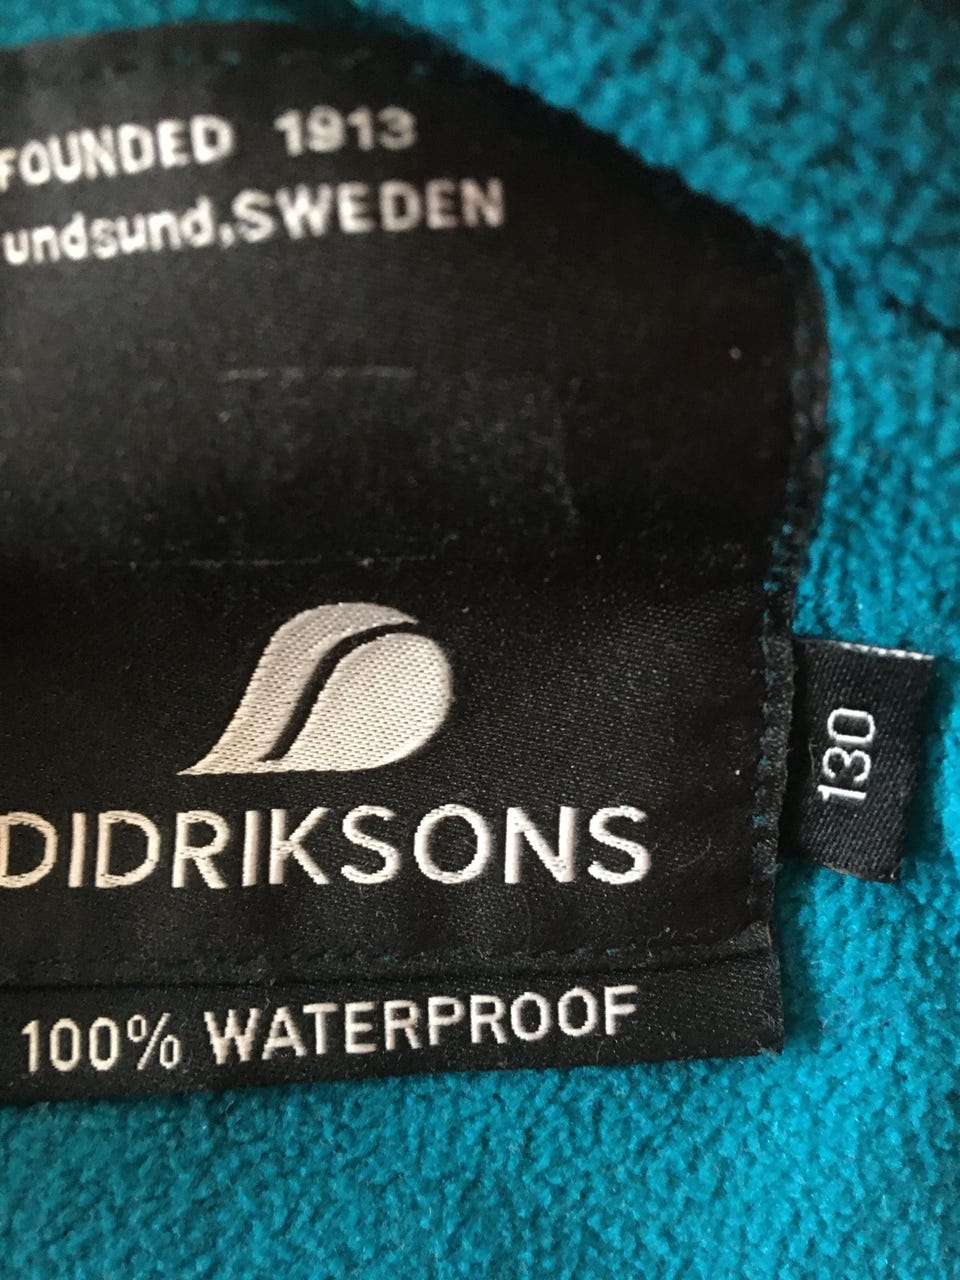 FOUNDED 1913
undsund, SWEDEN
DIDRIKSONS
130
100% WATERPROOF